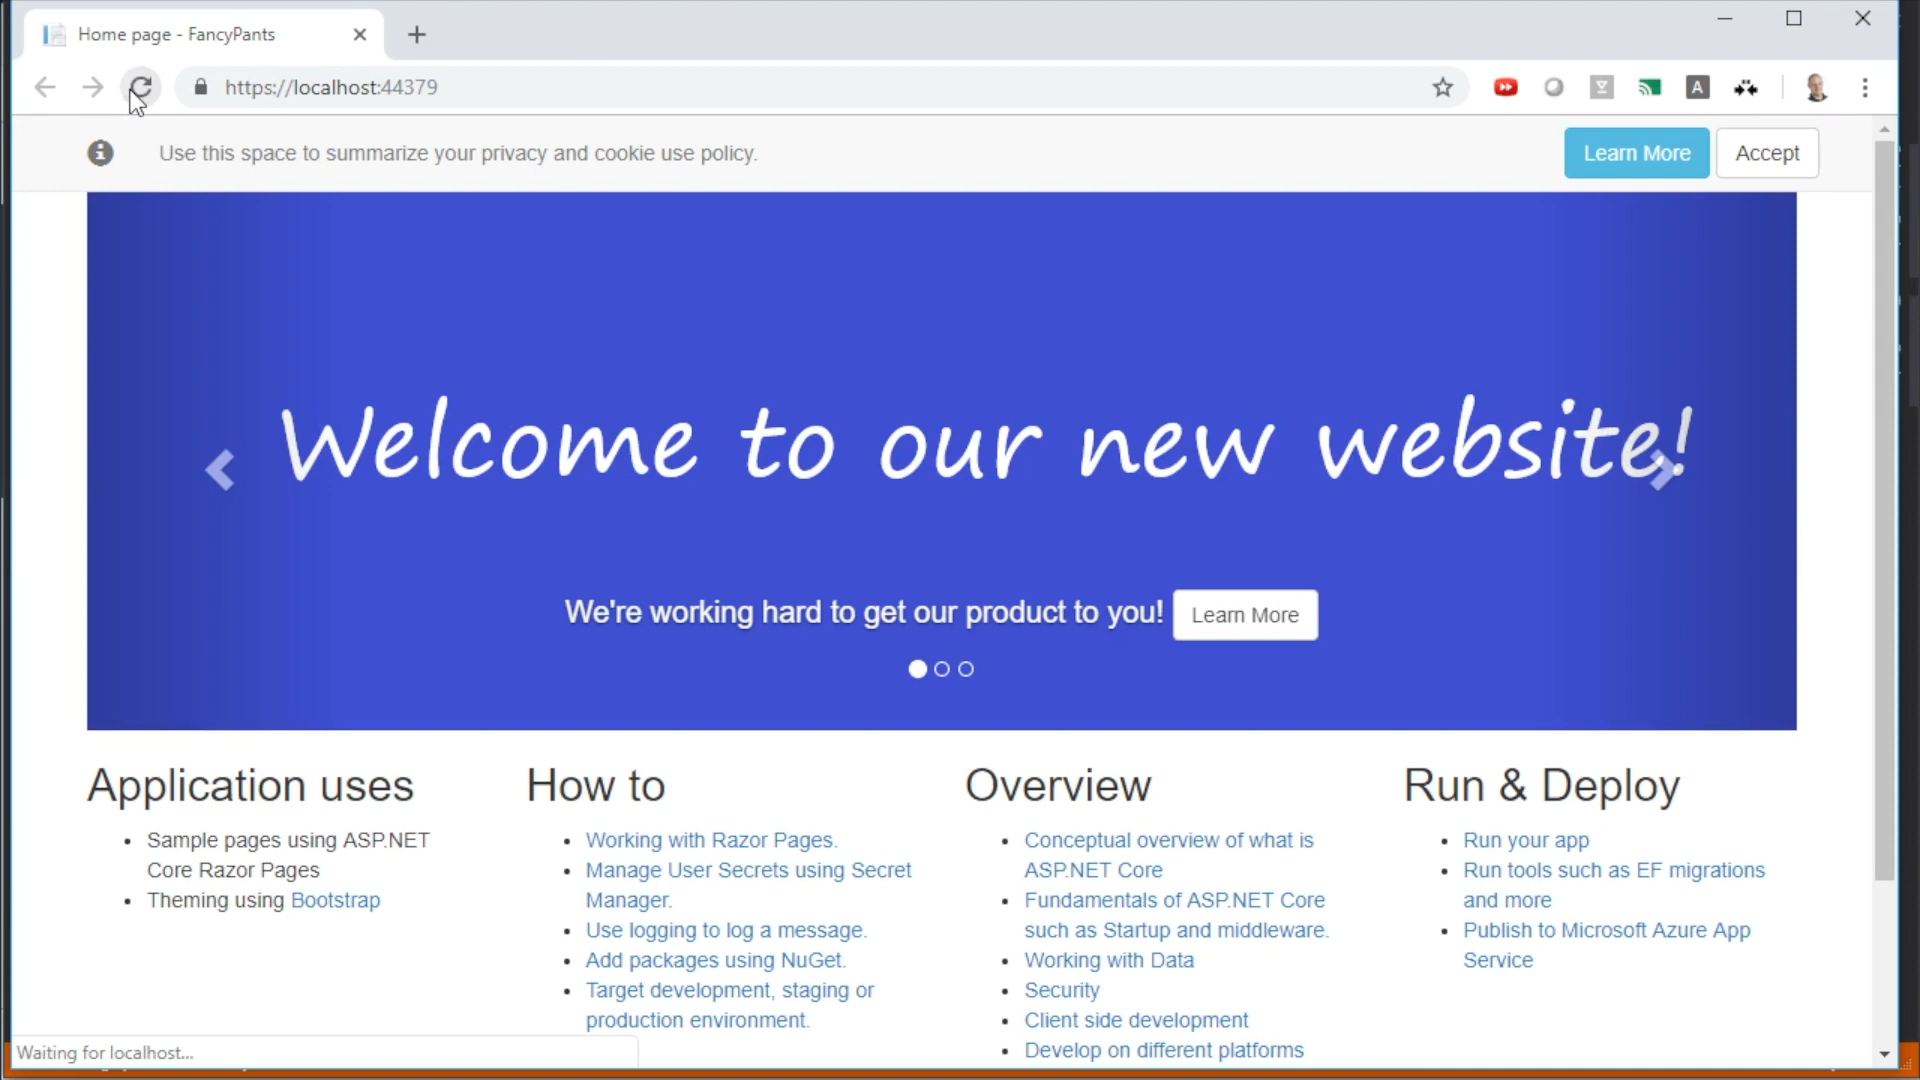 Home page - FancyPants
https://localhost:44379
A
Use this space to summarize your privacy and cookie use policy.
Learn More
Accept
Welcome to our new website!
We're working hard to get our product to you!
Learn More
Application uses
Sample pages using ASP.NET
Core Razor Pages
Theming using Bootstrap
How to
Working with Razor Pages.
Manage User Secrets using Secret
Manager.
Use logging to log a message.
Add packages using NuGet.
Target development, staging or
production environment.
Overview
Conceptual overview of what is
ASP.NET Core
Fundamentals of ASP.NET Core
such as Startup and middleware.
Working with Data
Security
Client side development
Develop on different platforms
Run & Deploy
Run your app
Run tools such as EF migrations
and more
Publish to Microsoft Azure App
Service
Waiting for localhost...